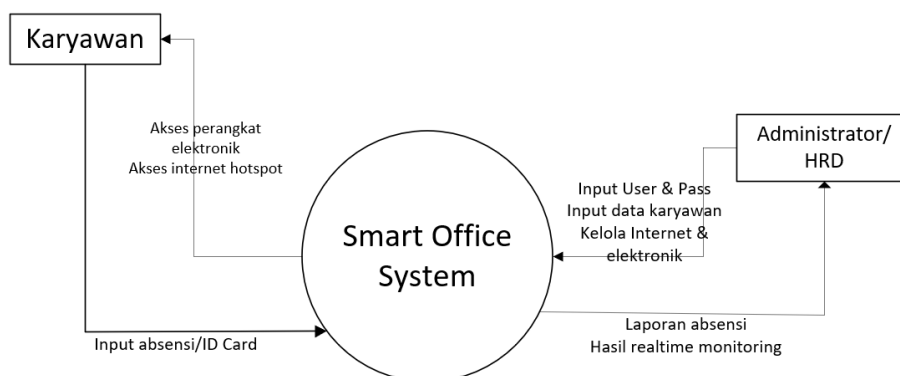 Karyawan
Akses perangkat
elektronik
Akses internet hotspot
Administrator/
HRD
Input User & Pass
Input data karyawan
Kelola Internet &
elektronik
Smart Office
System
Input absensi/ID Card
Laporan absensi
Hasil realtime monitoring